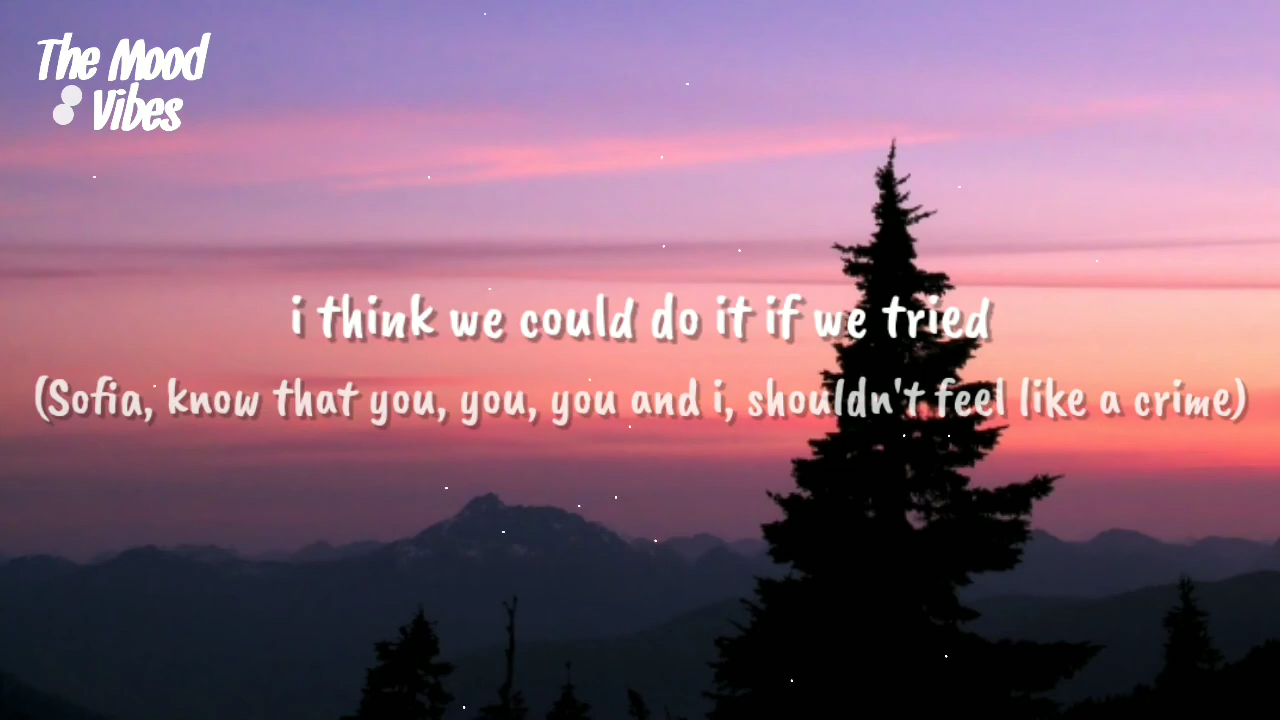 The Mood
Vibes
i think we could do it if we tried
(Sofia, know that you, you, you and i, shouldn't feel like a crime)